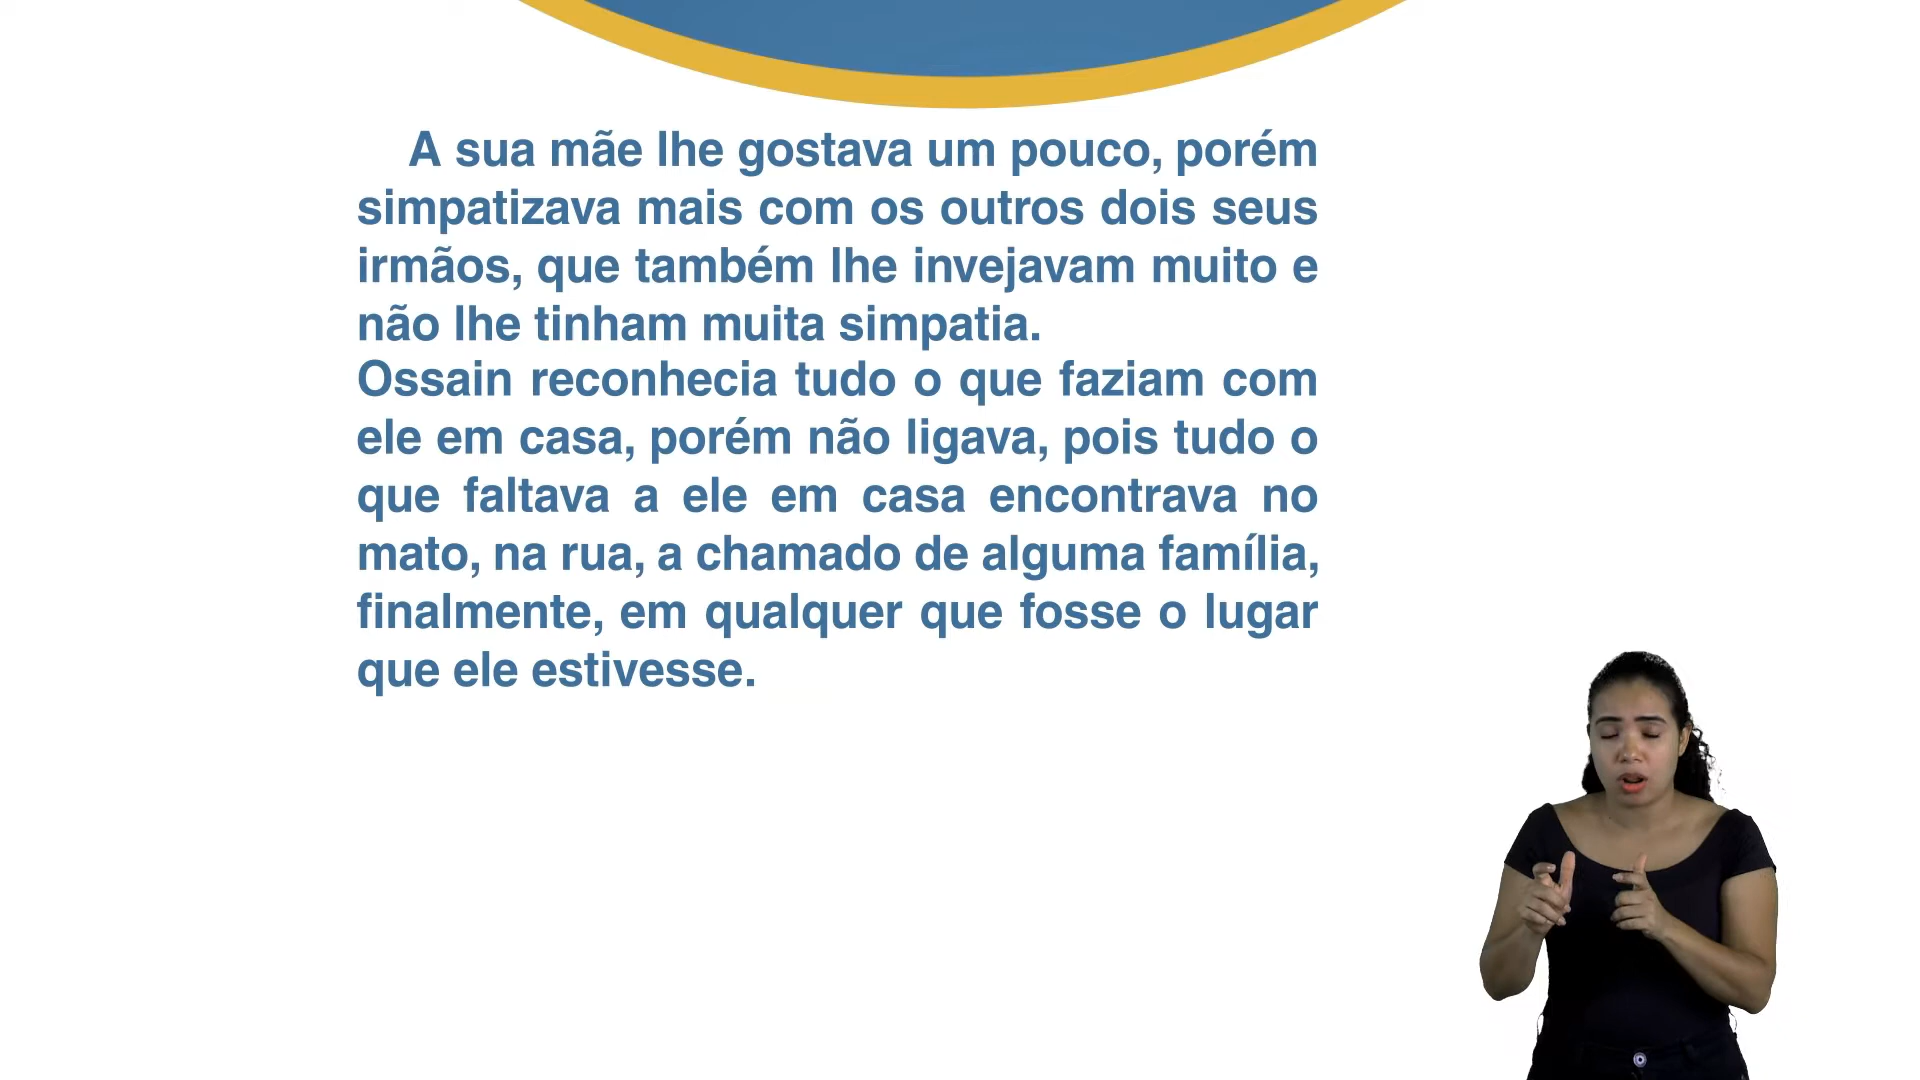 A sua mãe lhe gostava um pouco, porém
simpatizava mais com os outros dois seus
irmãos, que também lhe invejavam muito e
não lhe tinham muita simpatia.
Ossain reconhecia tudo o que faziam com
ele em casa, porém não ligava, pois tudo o
que faltava a ele em casa encontrava no
mato, na rua, a chamado de alguma família,
finalmente, em qualquer que fosse o lugar
que ele estivesse.